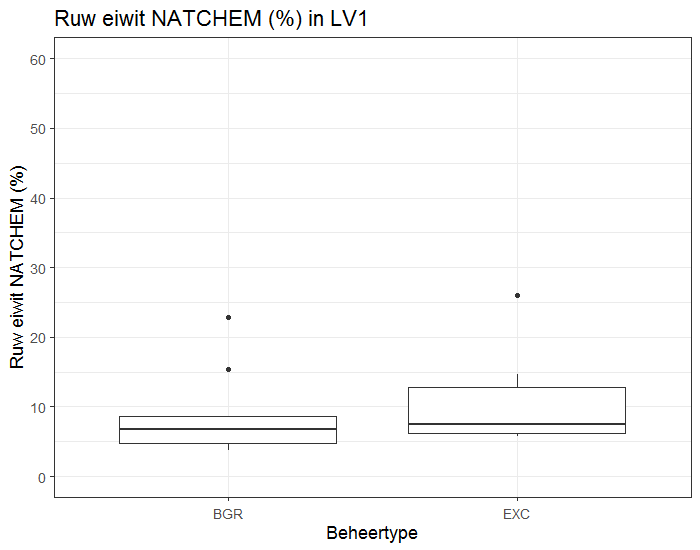 Ruw eiwit NATCHEM (%) in LV1
Ruw eiwit NATCHEM (%)
60
50
40
30
20
10
0
BGR EXC
Beheertype